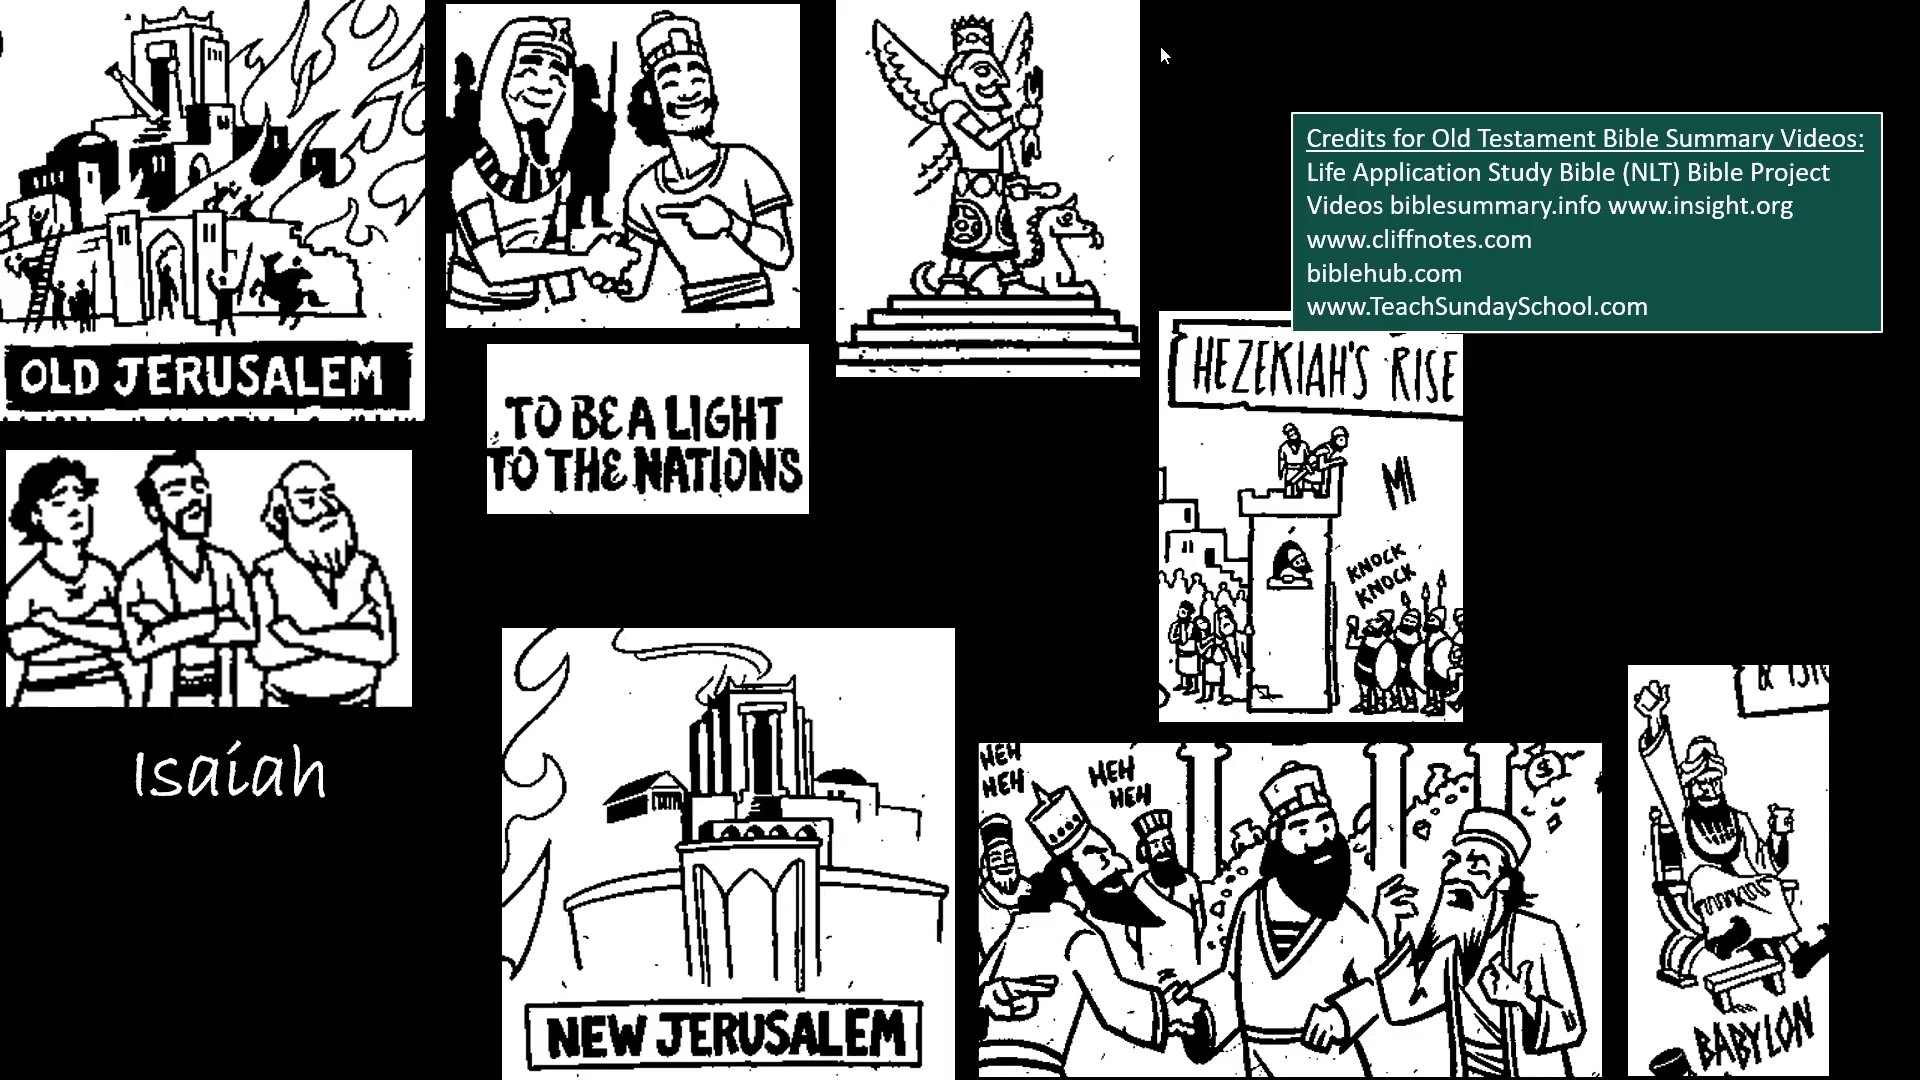 OLD JERUSALEM
TO BE A LIGHT
TO THE NATIONS
Credits for Old Testament Bible Summary Videos:
Life Application Study Bible (NLT) Bible Project
Videos biblesummary.info www.insight.org
www.cliffnotes.com
biblehub.com
www.TeachSundaySchool.com
HEZEKIAH'S RISE
KNOCK
KNOCK
Isaiah
NEW JERUSALEM
HEH
HEH
HEH
HEH
$
BABYLON